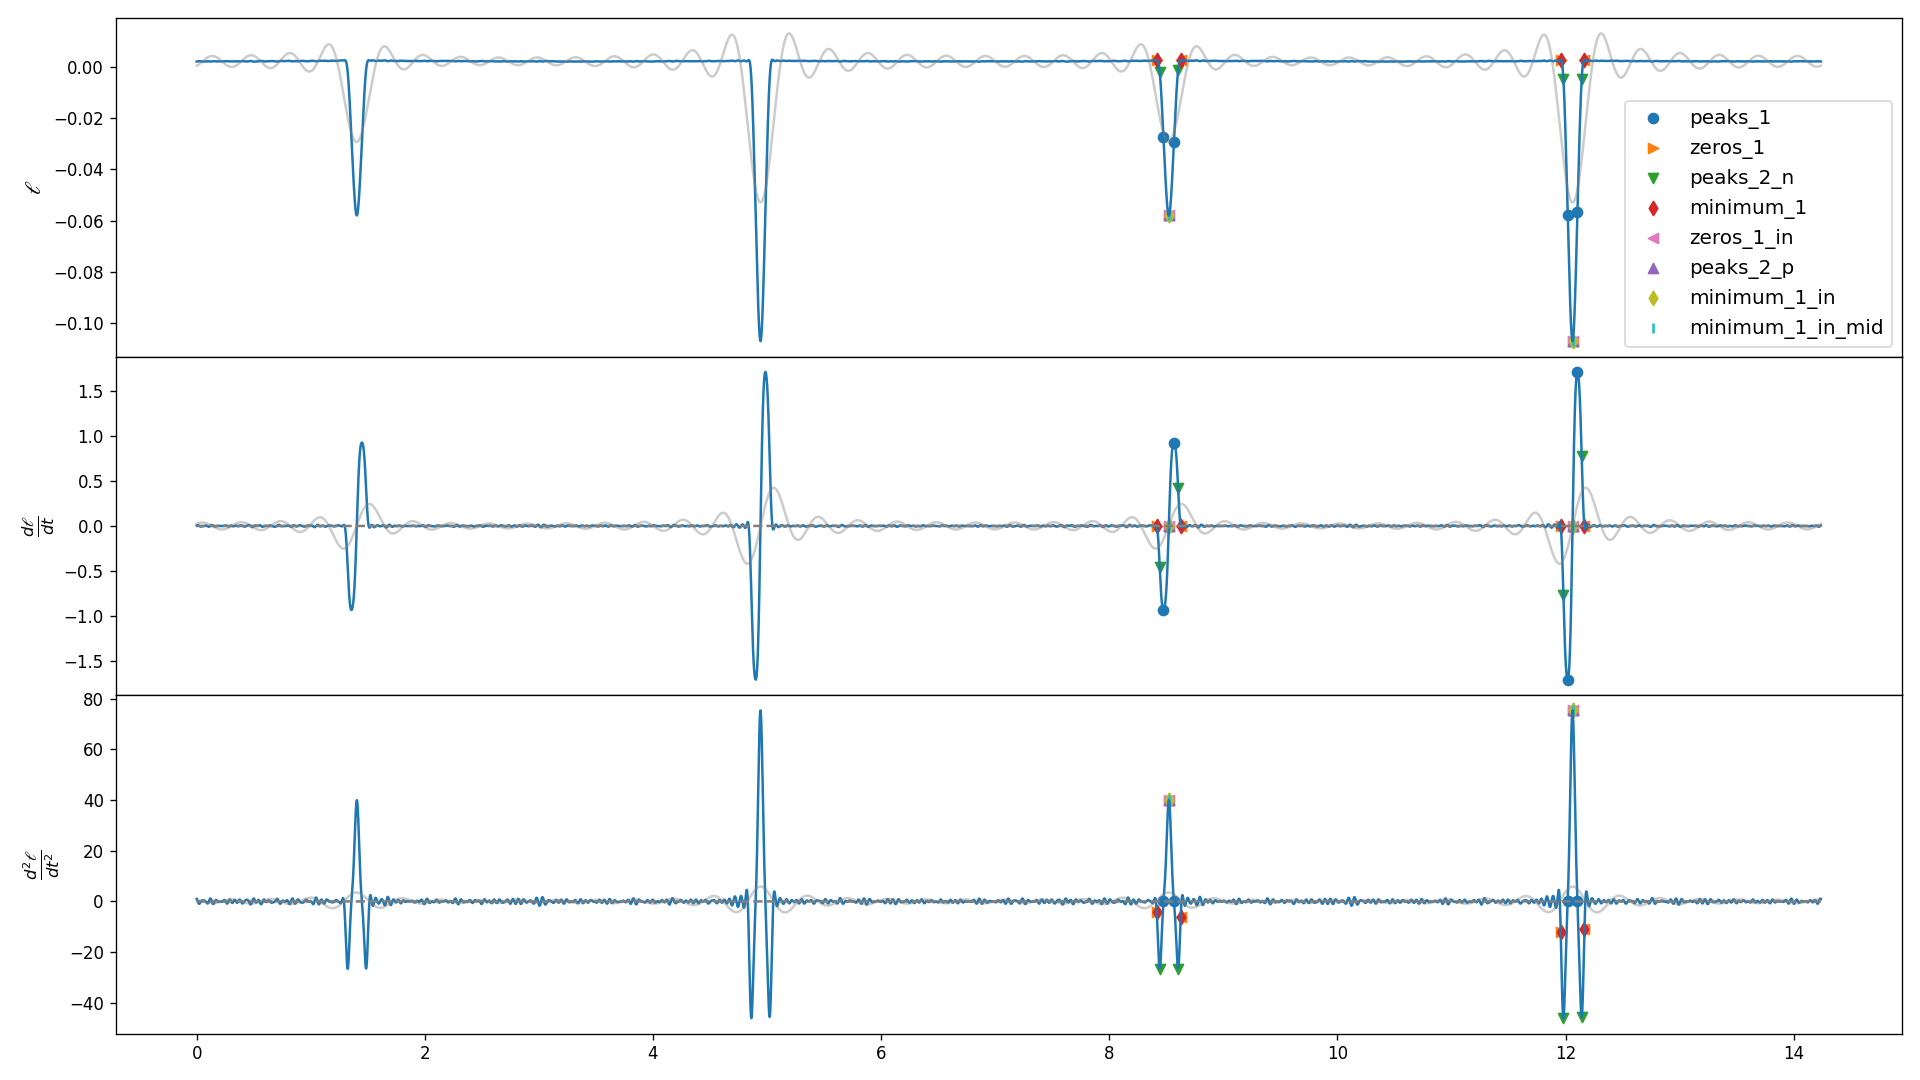 0.00
−0.02
−0.04
−0.06
−0.08
−0.10
ℓ
peaks_1
zeros_1
peaks_2_n
minimum_1
zeros_1_in
peaks_2_p
minimum_1_in
minimum_1_in_mid
1.5
1.0
0.5
0.0
−0.5
−1.0
−1.5
dℓ
dt
80
60
40
20
0
−20
−40
d²ℓ
dt²
0 2 4 6 8 10 12 14